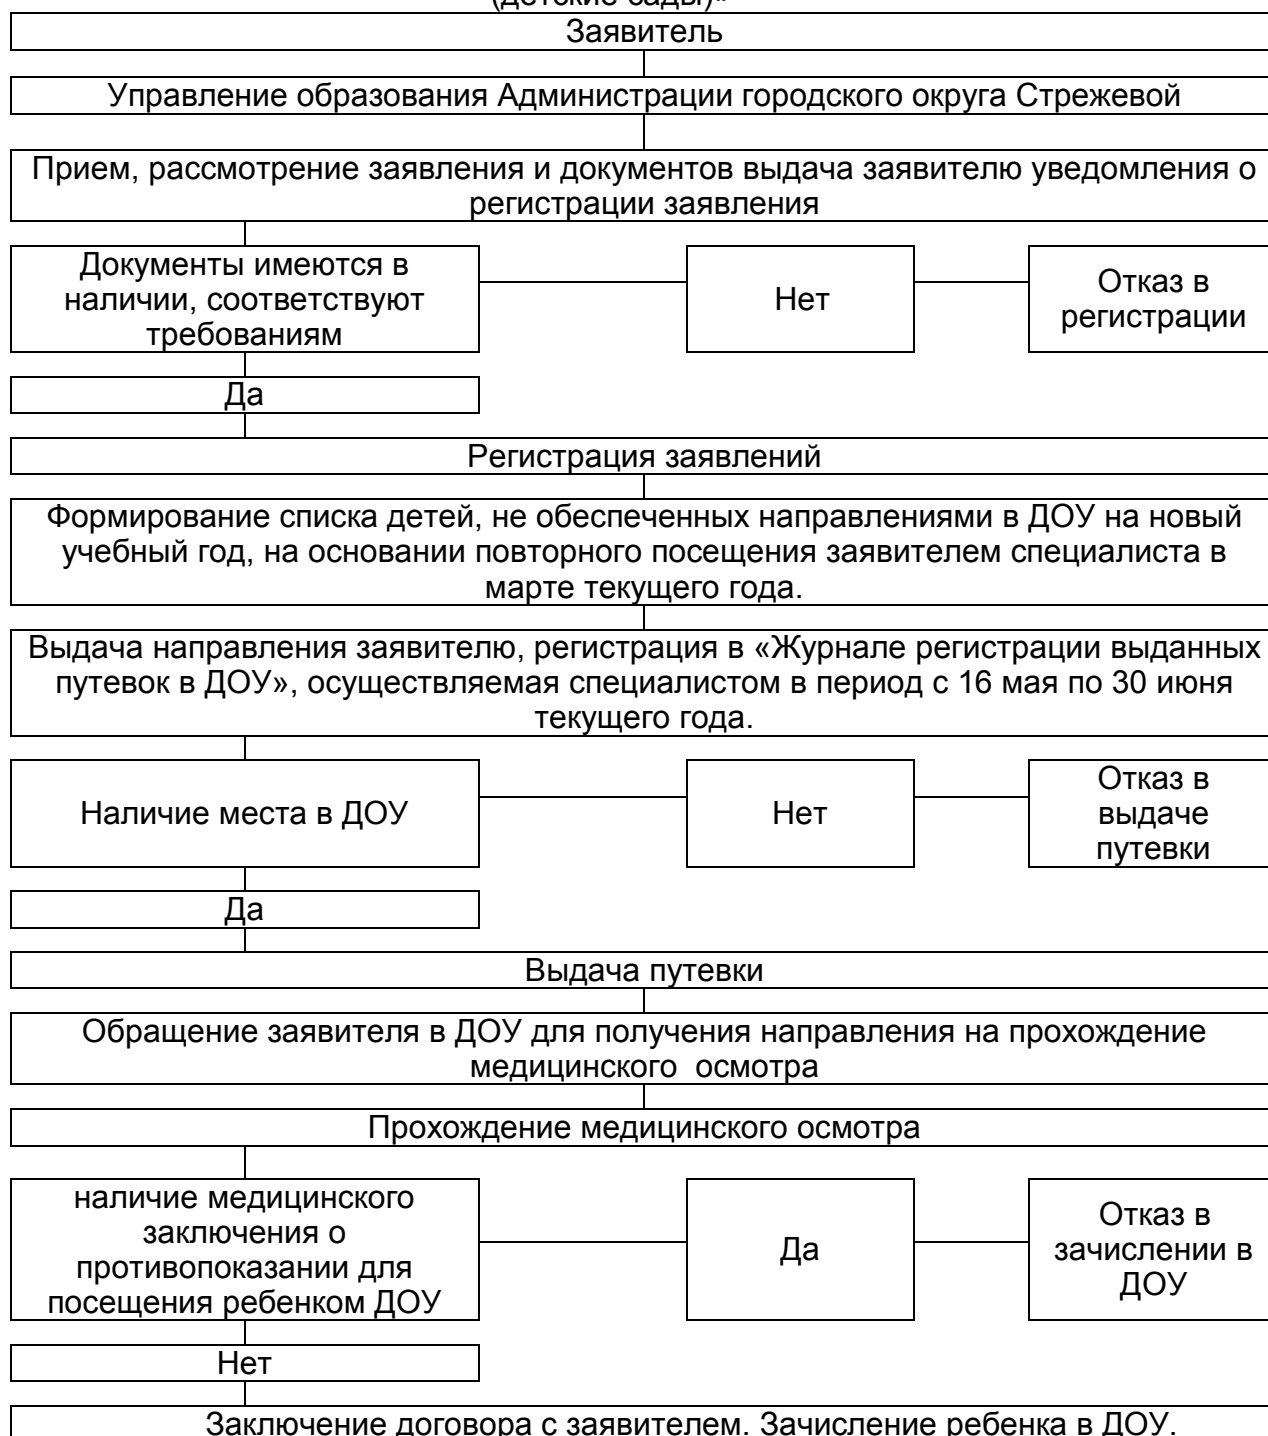 (детские сады)»
Заявитель
Управление образования Администрации городского округа Стрежевой
Прием, рассмотрение заявления и документов выдача заявителю уведомления о
регистрации заявления
Документы имеются в
наличии, соответствуют
требованиям
Нет
Отказ в
регистрации
Да
Регистрация заявлений
Формирование списка детей, не обеспеченных направлениями в ДОУ на новый
учебный год, на основании повторного посещения заявителем специалиста в
марте текущего года.
Выдача направления заявителю, регистрация в «Журнале регистрации выданных
путевок в ДОУ», осуществляемая специалистом в период с 16 мая по 30 июня
текущего года.
Наличие места в ДОУ
Нет
Отказ в
выдаче
путевки
Да
Выдача путевки
Обращение заявителя в ДОУ для получения направления на прохождение
медицинского  осмотра
Прохождение медицинского осмотра
наличие медицинского
заключения о
противопоказании для
посещения ребенком ДОУ
Да
Отказ в
зачислении в
ДОУ
Нет
Заключение договора с заявителем. Зачисление ребенка в ДОУ.